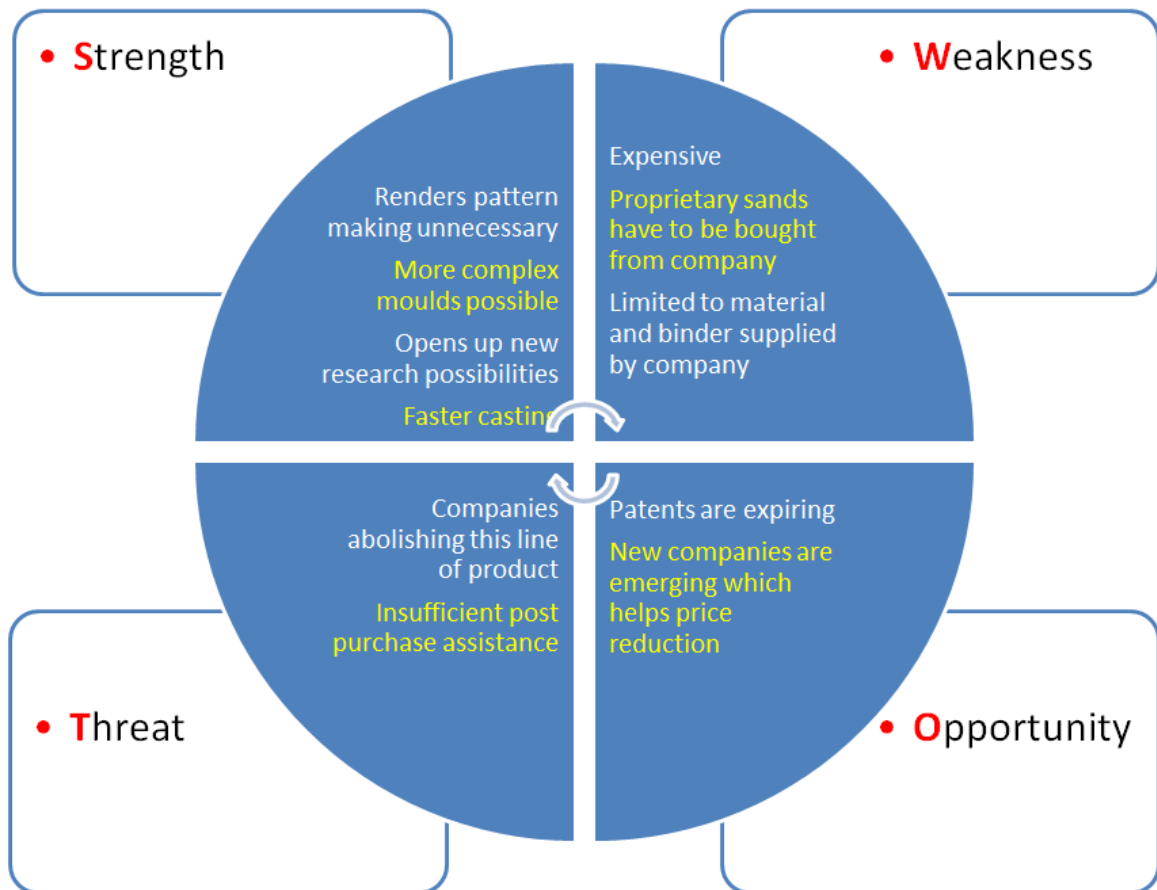 • Strength
Renders pattern
making unnecessary
More complex
moulds possible
Opens up new
research possibilities
Faster casting
• Weakness
Expensive
Proprietary sands
have to be bought
from company
Limited to material
and binder supplied
by company
Companies
abolishing this line
of product
Insufficient post
purchase assistance
• Threat
Patents are expiring
New companies are
emerging which
helps price
reduction
• Opportunity